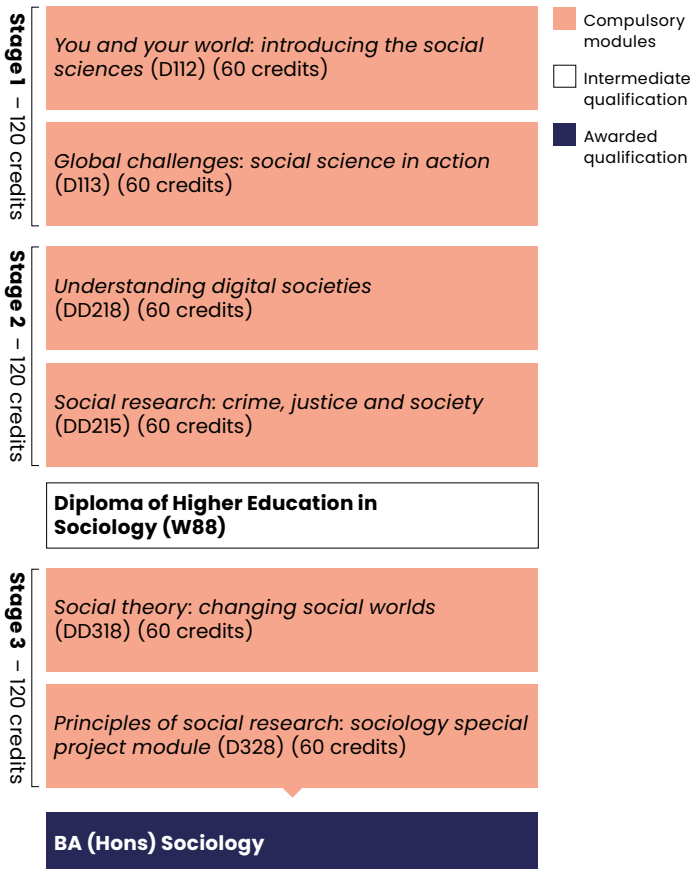 Stage 1 – 120 credits
You and your world: introducing the social
sciences (D112) (60 credits)
Global challenges: social science in action
(D113) (60 credits)
Compulsory
modules
Intermediate
qualification
Awarded
qualification
Stage 2 – 120 credits
Understanding digital societies
(DD218) (60 credits)
Social research: crime, justice and society
(DD215) (60 credits)
Diploma of Higher Education in
Sociology (W88)
Stage 3 – 120 credits
Social theory: changing social worlds
(DD318) (60 credits)
Principles of social research: sociology special
project module (D328) (60 credits)
BA (Hons) Sociology